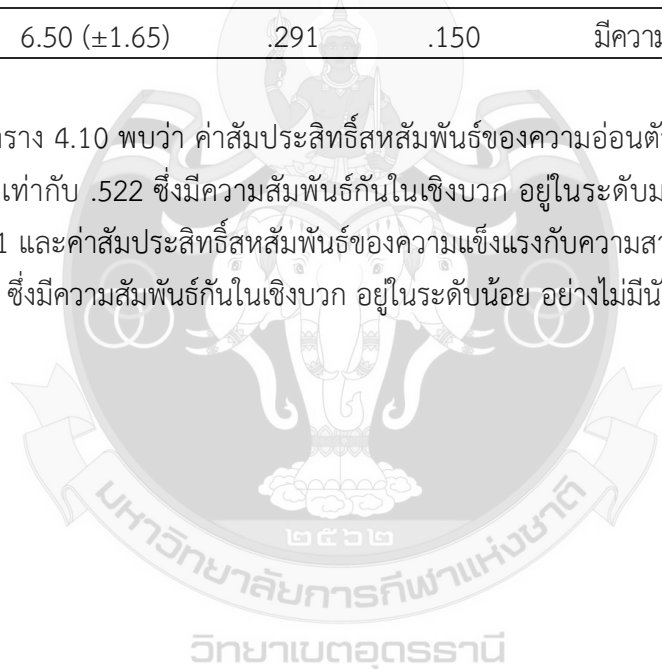 6.50 (±1.65) .291 .150 มีความ
ราง 4.10 พบว่า ค่าสัมประสิทธิ์สหสัมพันธ์ของความอ่อนตัว
เท่ากับ .522 ซึ่งมีความสัมพันธ์กันในเชิงบวก อยู่ในระดับม
1 และค่าสัมประสิทธิ์สหสัมพันธ์ของความแข็งแรงกับความสา
ซึ่งมีความสัมพันธ์กันในเชิงบวก อยู่ในระดับน้อย อย่างไม่มีนั
๒๕๖๒
มหาวิทยาลัยการกีฬาแห่งชาติ
วิทยาเขตอุดรธานี